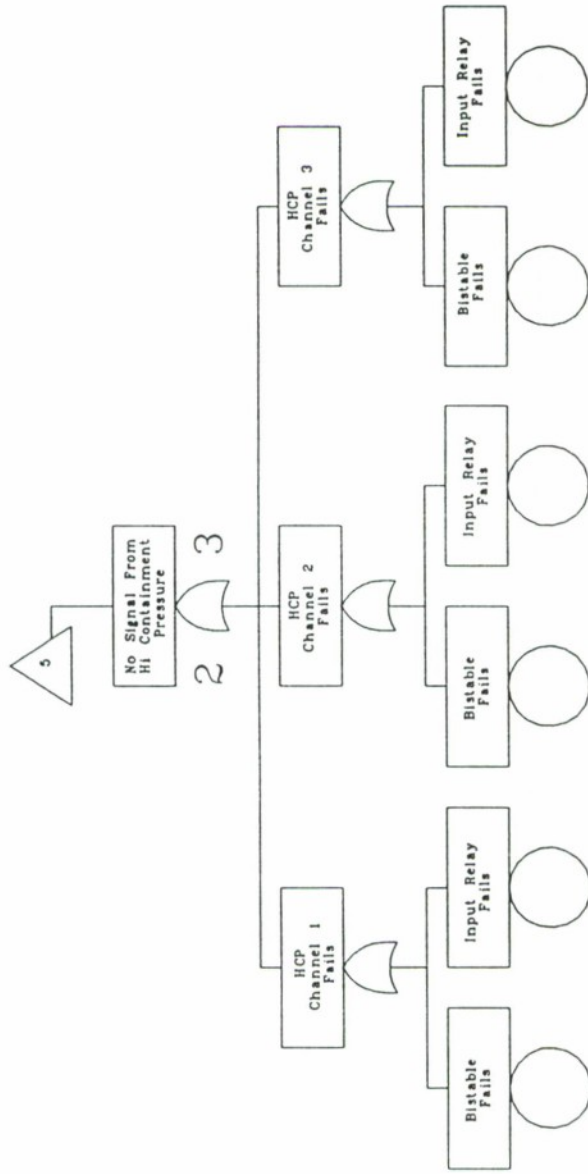 5
No Signal From
Hi Containment
Pressure
2 3
HCP
Channel 1
Fails
HCP
Channel 2
Fails
HCP
Channel 3
Fails
Bistable
Fails
Input Relay
Fails
Bistable
Fails
Input Relay
Fails
Bistable
Fails
Input Relay
Fails